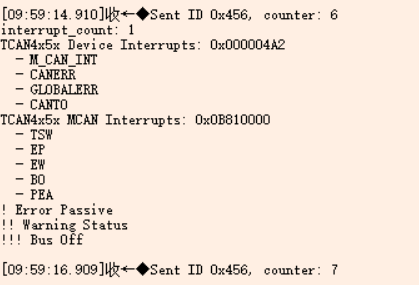 [09:59:14.910]收←◆Sent ID 0x456, counter: 6
interrupt_count: 1
TCAN4x5x Device Interrupts: 0x000004A2
- M_CAN_INT
- CANERR
- GLOBALERR
- CANTO
TCAN4x5x MCAN Interrupts: 0x0B810000
- TSW
- EP
- EW
- BO
- PEA
! Error Passive
!! Warning Status
!!! Bus Off
[09:59:16.909]收←◆Sent ID 0x456, counter: 7